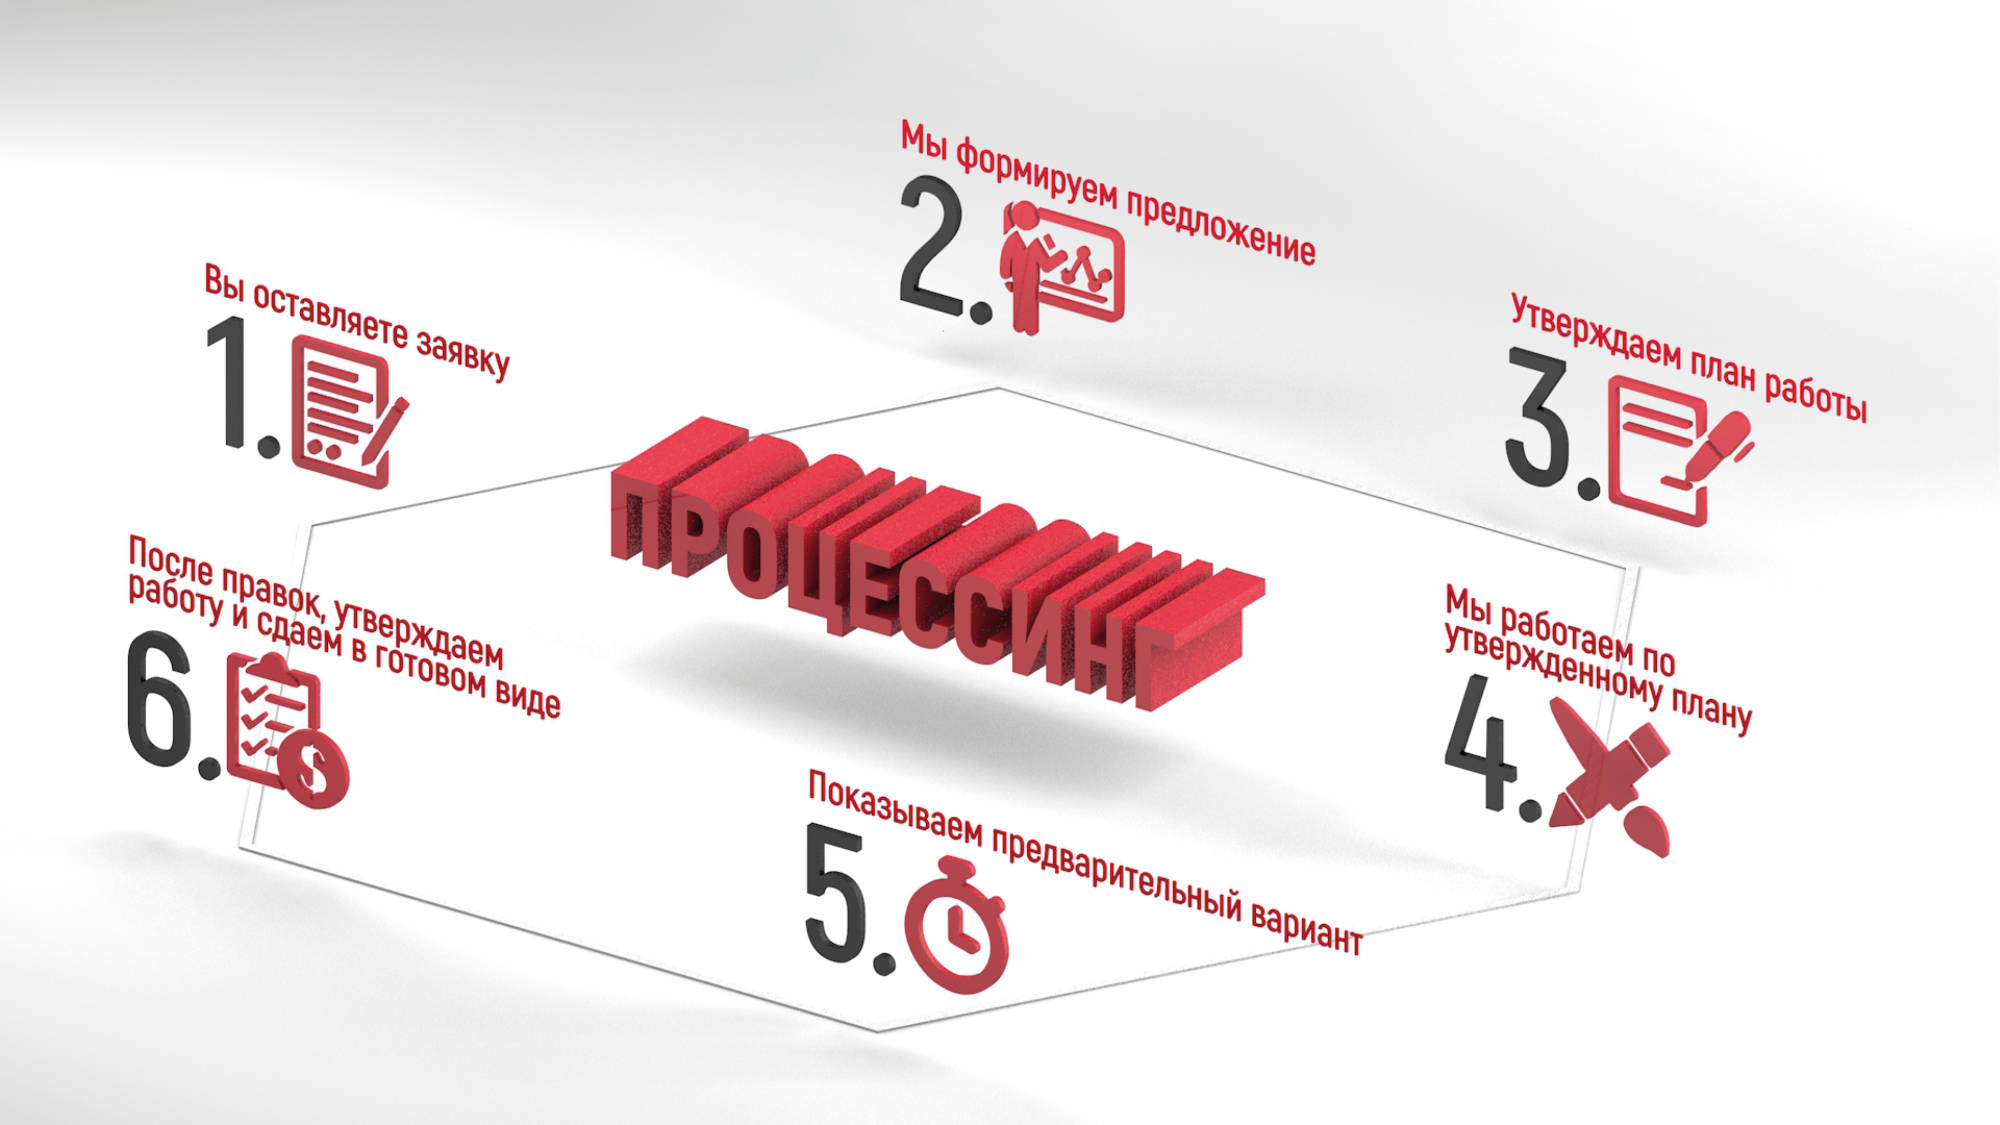 Вы оставляете заявку
1.
Мы формируем предложение
2.
Утверждаем план работы
3.
ПРОЦЕССИНГ
Мы работаем по
утвержденному плану
4.
Показываем предварительный вариант
5.
После правок, утверждаем
работу и сдаем в готовом виде
6.
$